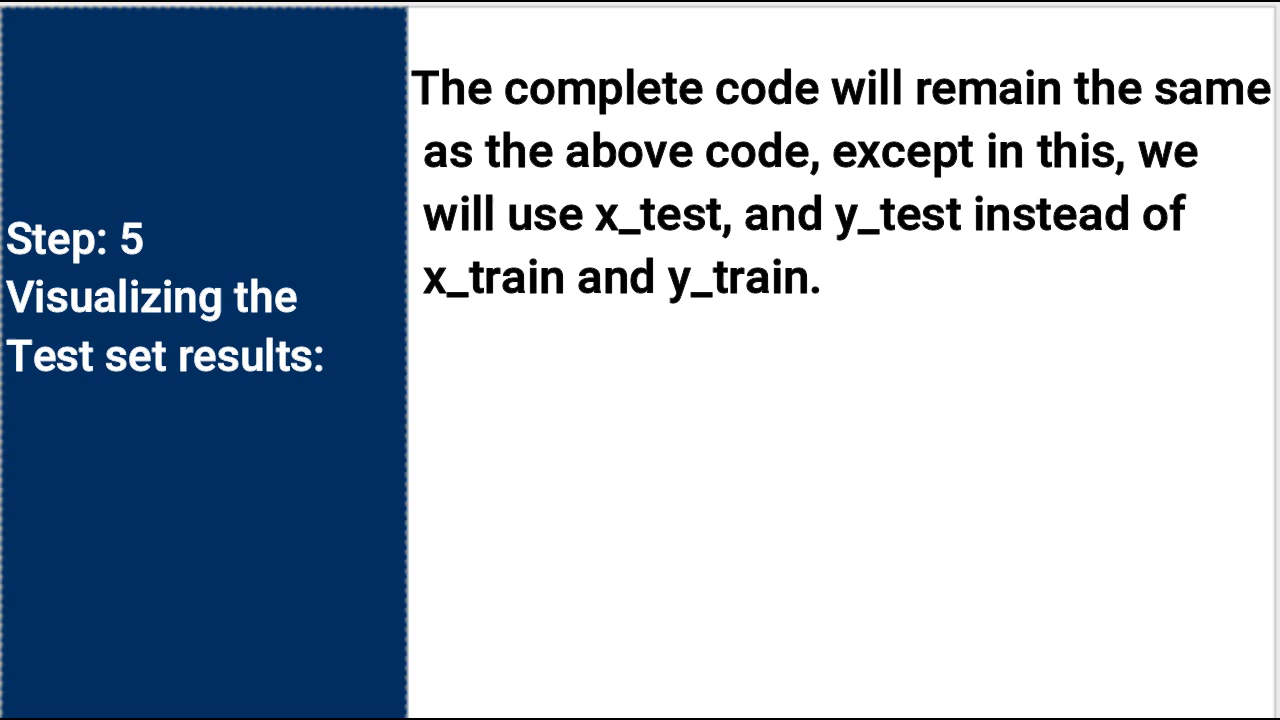 Step: 5
Visualizing the
Test set results:
The complete code will remain the same
as the above code, except in this, we
will use x_test, and y_test instead of
x_train and y_train.